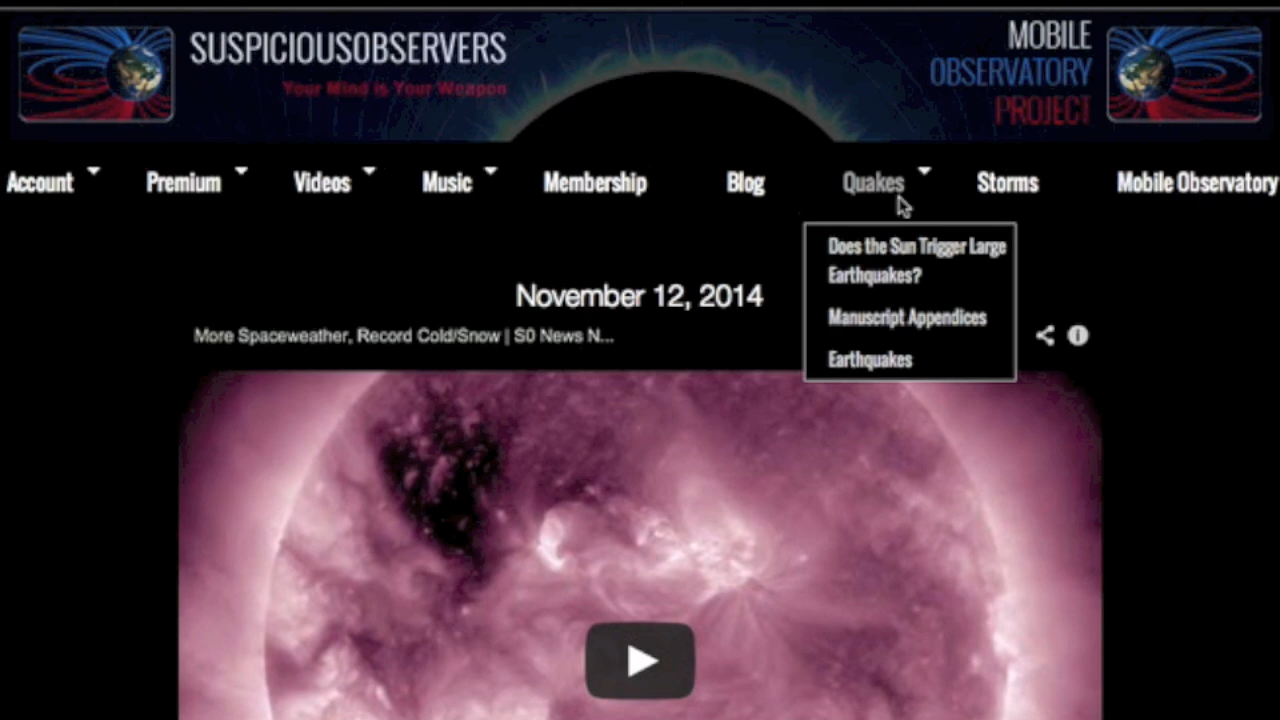 SUSPICIOUSOBSERVERS
Your Mind is Your Weapon
MOBILE
OBSERVATORY
PROJECT
Account Premium Videos Music Membership Blog Quakes Storms Mobile Observatory
Does the Sun Trigger Large
Earthquakes?
Manuscript Appendices
Earthquakes
November 12, 2014
More Spaceweather, Record Cold/Snow | S0 News N...